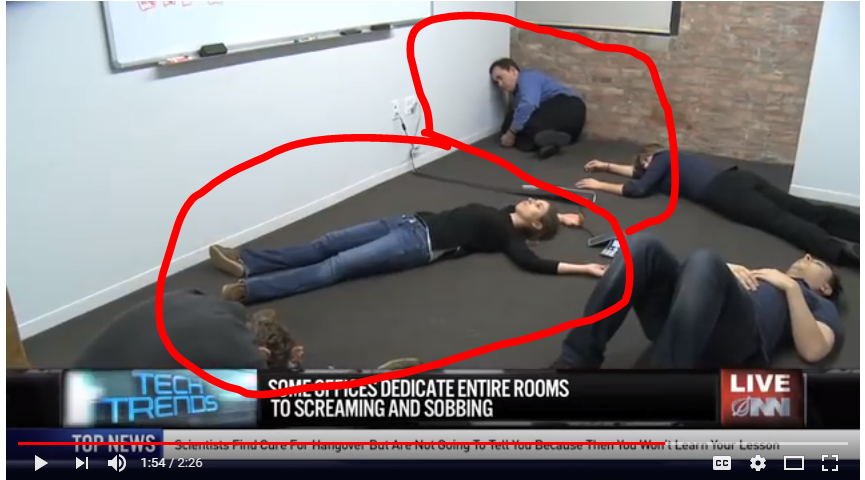 TECH
TRENDS
SOME OFFICES DEDICATE ENTIRE ROOMS
TO SCREAMING AND SOBBING
LIVE
ONN
TOP NEWS
Scientists Find Cure For Hangover But Are Not Going To Tell You Because Then You Won't Learn Your Lesson
1:54 / 2:26
CC